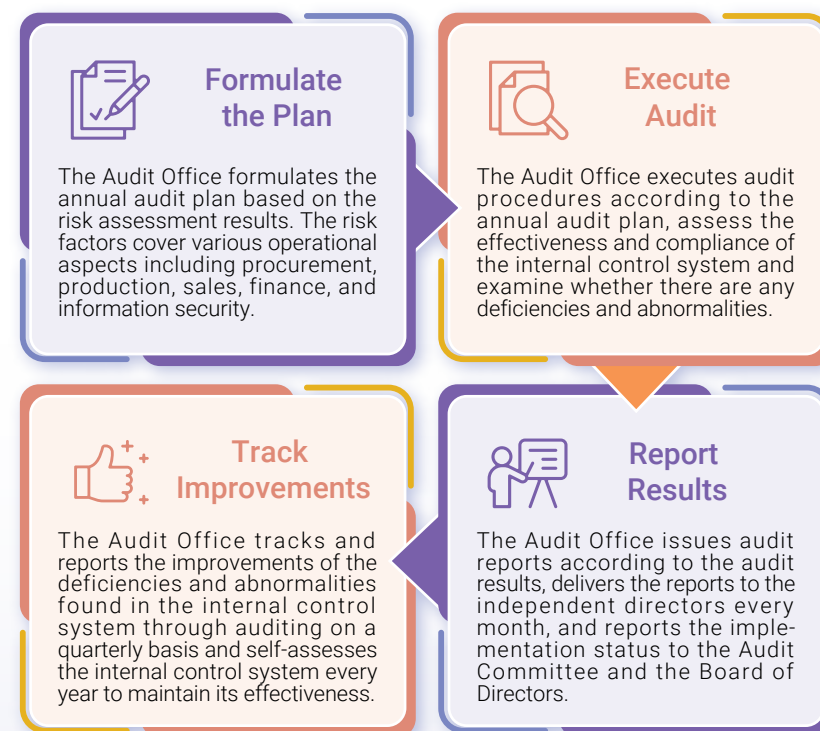 Formulate
the Plan
The Audit Office formulates the
annual audit plan based on the
risk assessment results. The risk
factors cover various operational
aspects including procurement,
production, sales, finance, and
information security.
Execute
Audit
The Audit Office executes audit
procedures according to the
annual audit plan, assess the
effectiveness and compliance of
the internal control system and
examine whether there are any
deficiencies and abnormalities.
Report
Results
The Audit Office issues audit
reports according to the audit
results, delivers the reports to the
independent directors every
month, and reports the imple-
mentation status to the Audit
Committee and the Board of
Directors.
Track
Improvements
The Audit Office tracks and
reports the improvements of the
deficiencies and abnormalities
found in the internal control
system through auditing on a
quarterly basis and self-assesses
the internal control system every
year to maintain its effectiveness.